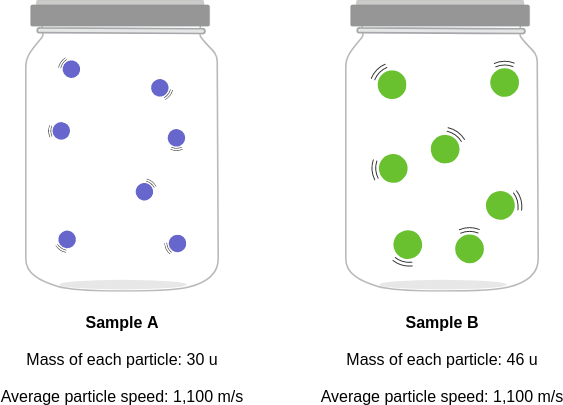 Sample A
Mass of each particle: 30 u
Average particle speed: 1,100 m/s
Sample B
Mass of each particle: 46 u
Average particle speed: 1,100 m/s